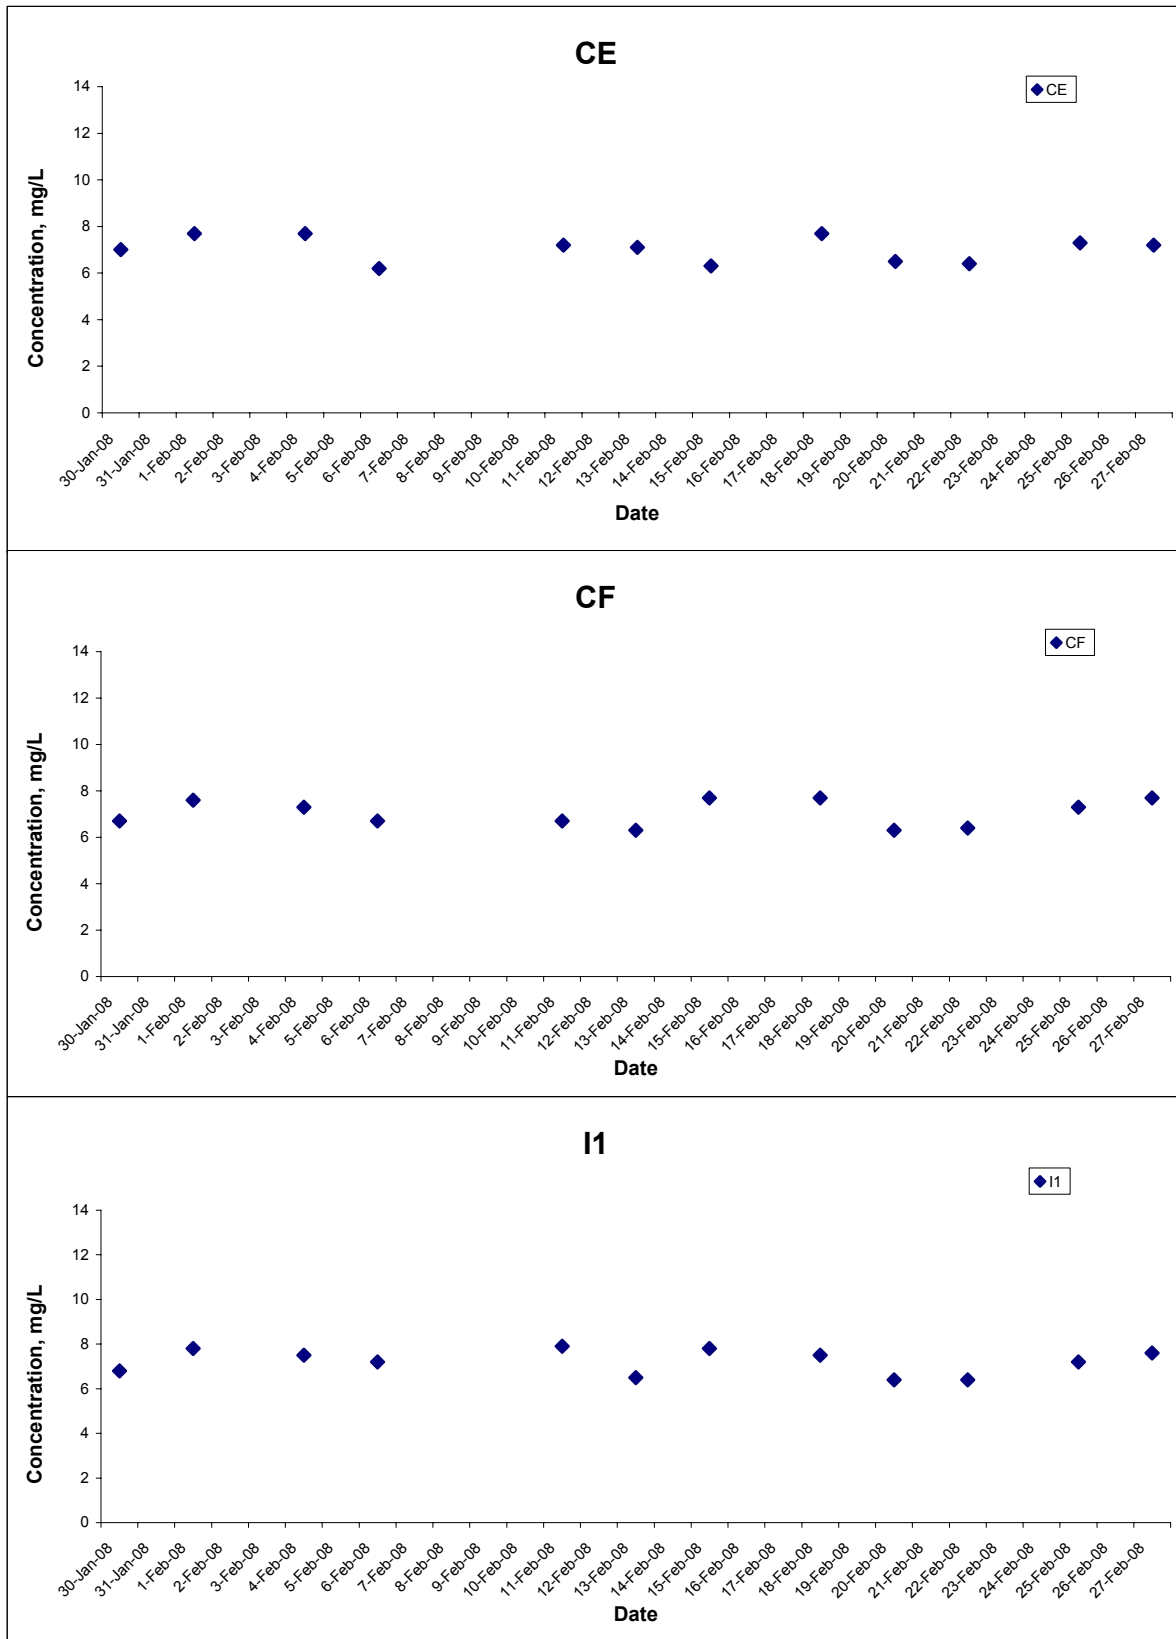 CE
CE
14
12
10
8
6
4
2
0
Concentration, mg/L
30-Jan-08
31-Jan-08
1-Feb-08
2-Feb-08
3-Feb-08
4-Feb-08
5-Feb-08
6-Feb-08
7-Feb-08
8-Feb-08
9-Feb-08
10-Feb-08
11-Feb-08
12-Feb-08
13-Feb-08
14-Feb-08
15-Feb-08
16-Feb-08
17-Feb-08
18-Feb-08
19-Feb-08
20-Feb-08
21-Feb-08
22-Feb-08
23-Feb-08
24-Feb-08
25-Feb-08
26-Feb-08
27-Feb-08
Date
CF
CF
14
12
10
8
6
4
2
0
Concentration, mg/L
30-Jan-08
31-Jan-08
1-Feb-08
2-Feb-08
3-Feb-08
4-Feb-08
5-Feb-08
6-Feb-08
7-Feb-08
8-Feb-08
9-Feb-08
10-Feb-08
11-Feb-08
12-Feb-08
13-Feb-08
14-Feb-08
15-Feb-08
16-Feb-08
17-Feb-08
18-Feb-08
19-Feb-08
20-Feb-08
21-Feb-08
22-Feb-08
23-Feb-08
24-Feb-08
25-Feb-08
26-Feb-08
27-Feb-08
Date
I1
I1
14
12
10
8
6
4
2
0
Concentration, mg/L
30-Jan-08
31-Jan-08
1-Feb-08
2-Feb-08
3-Feb-08
4-Feb-08
5-Feb-08
6-Feb-08
7-Feb-08
8-Feb-08
9-Feb-08
10-Feb-08
11-Feb-08
12-Feb-08
13-Feb-08
14-Feb-08
15-Feb-08
16-Feb-08
17-Feb-08
18-Feb-08
19-Feb-08
20-Feb-08
21-Feb-08
22-Feb-08
23-Feb-08
24-Feb-08
25-Feb-08
26-Feb-08
27-Feb-08
Date